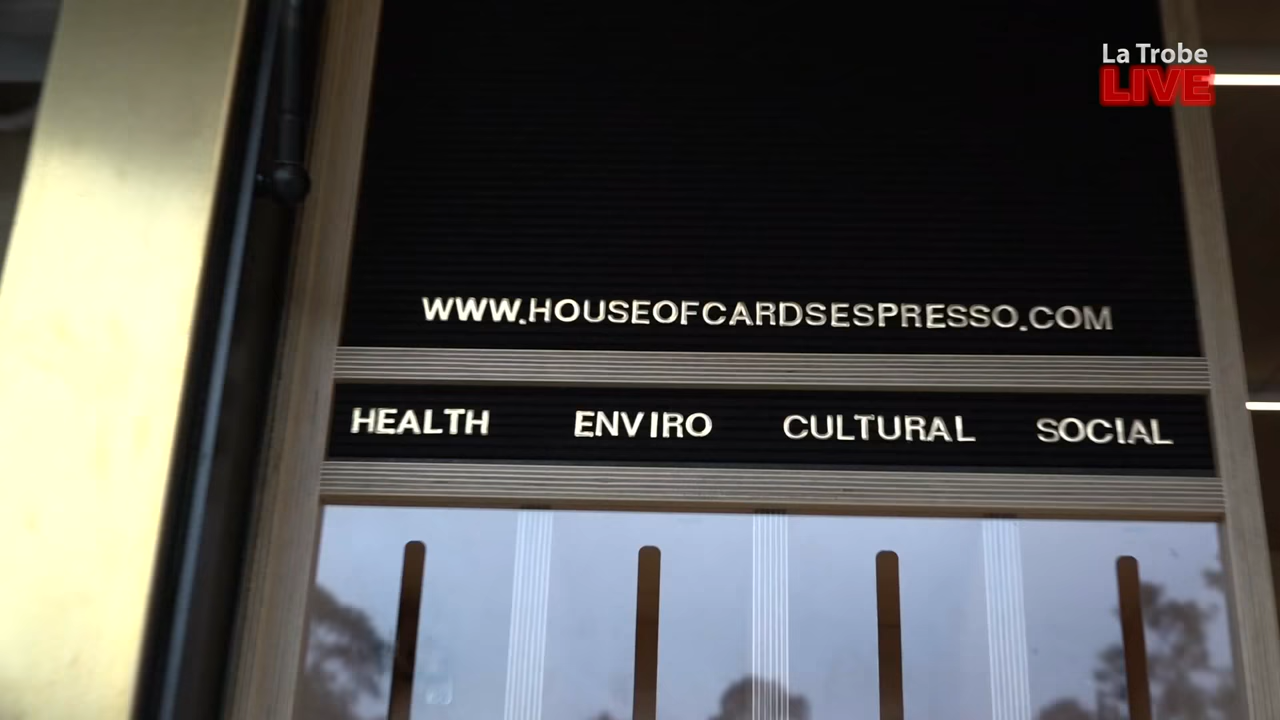 La Trobe
LIVE
WWW.HOUSEOFCARDSESPRESSO.COM
HEALTH ENVIRO CULTURAL SOCIAL